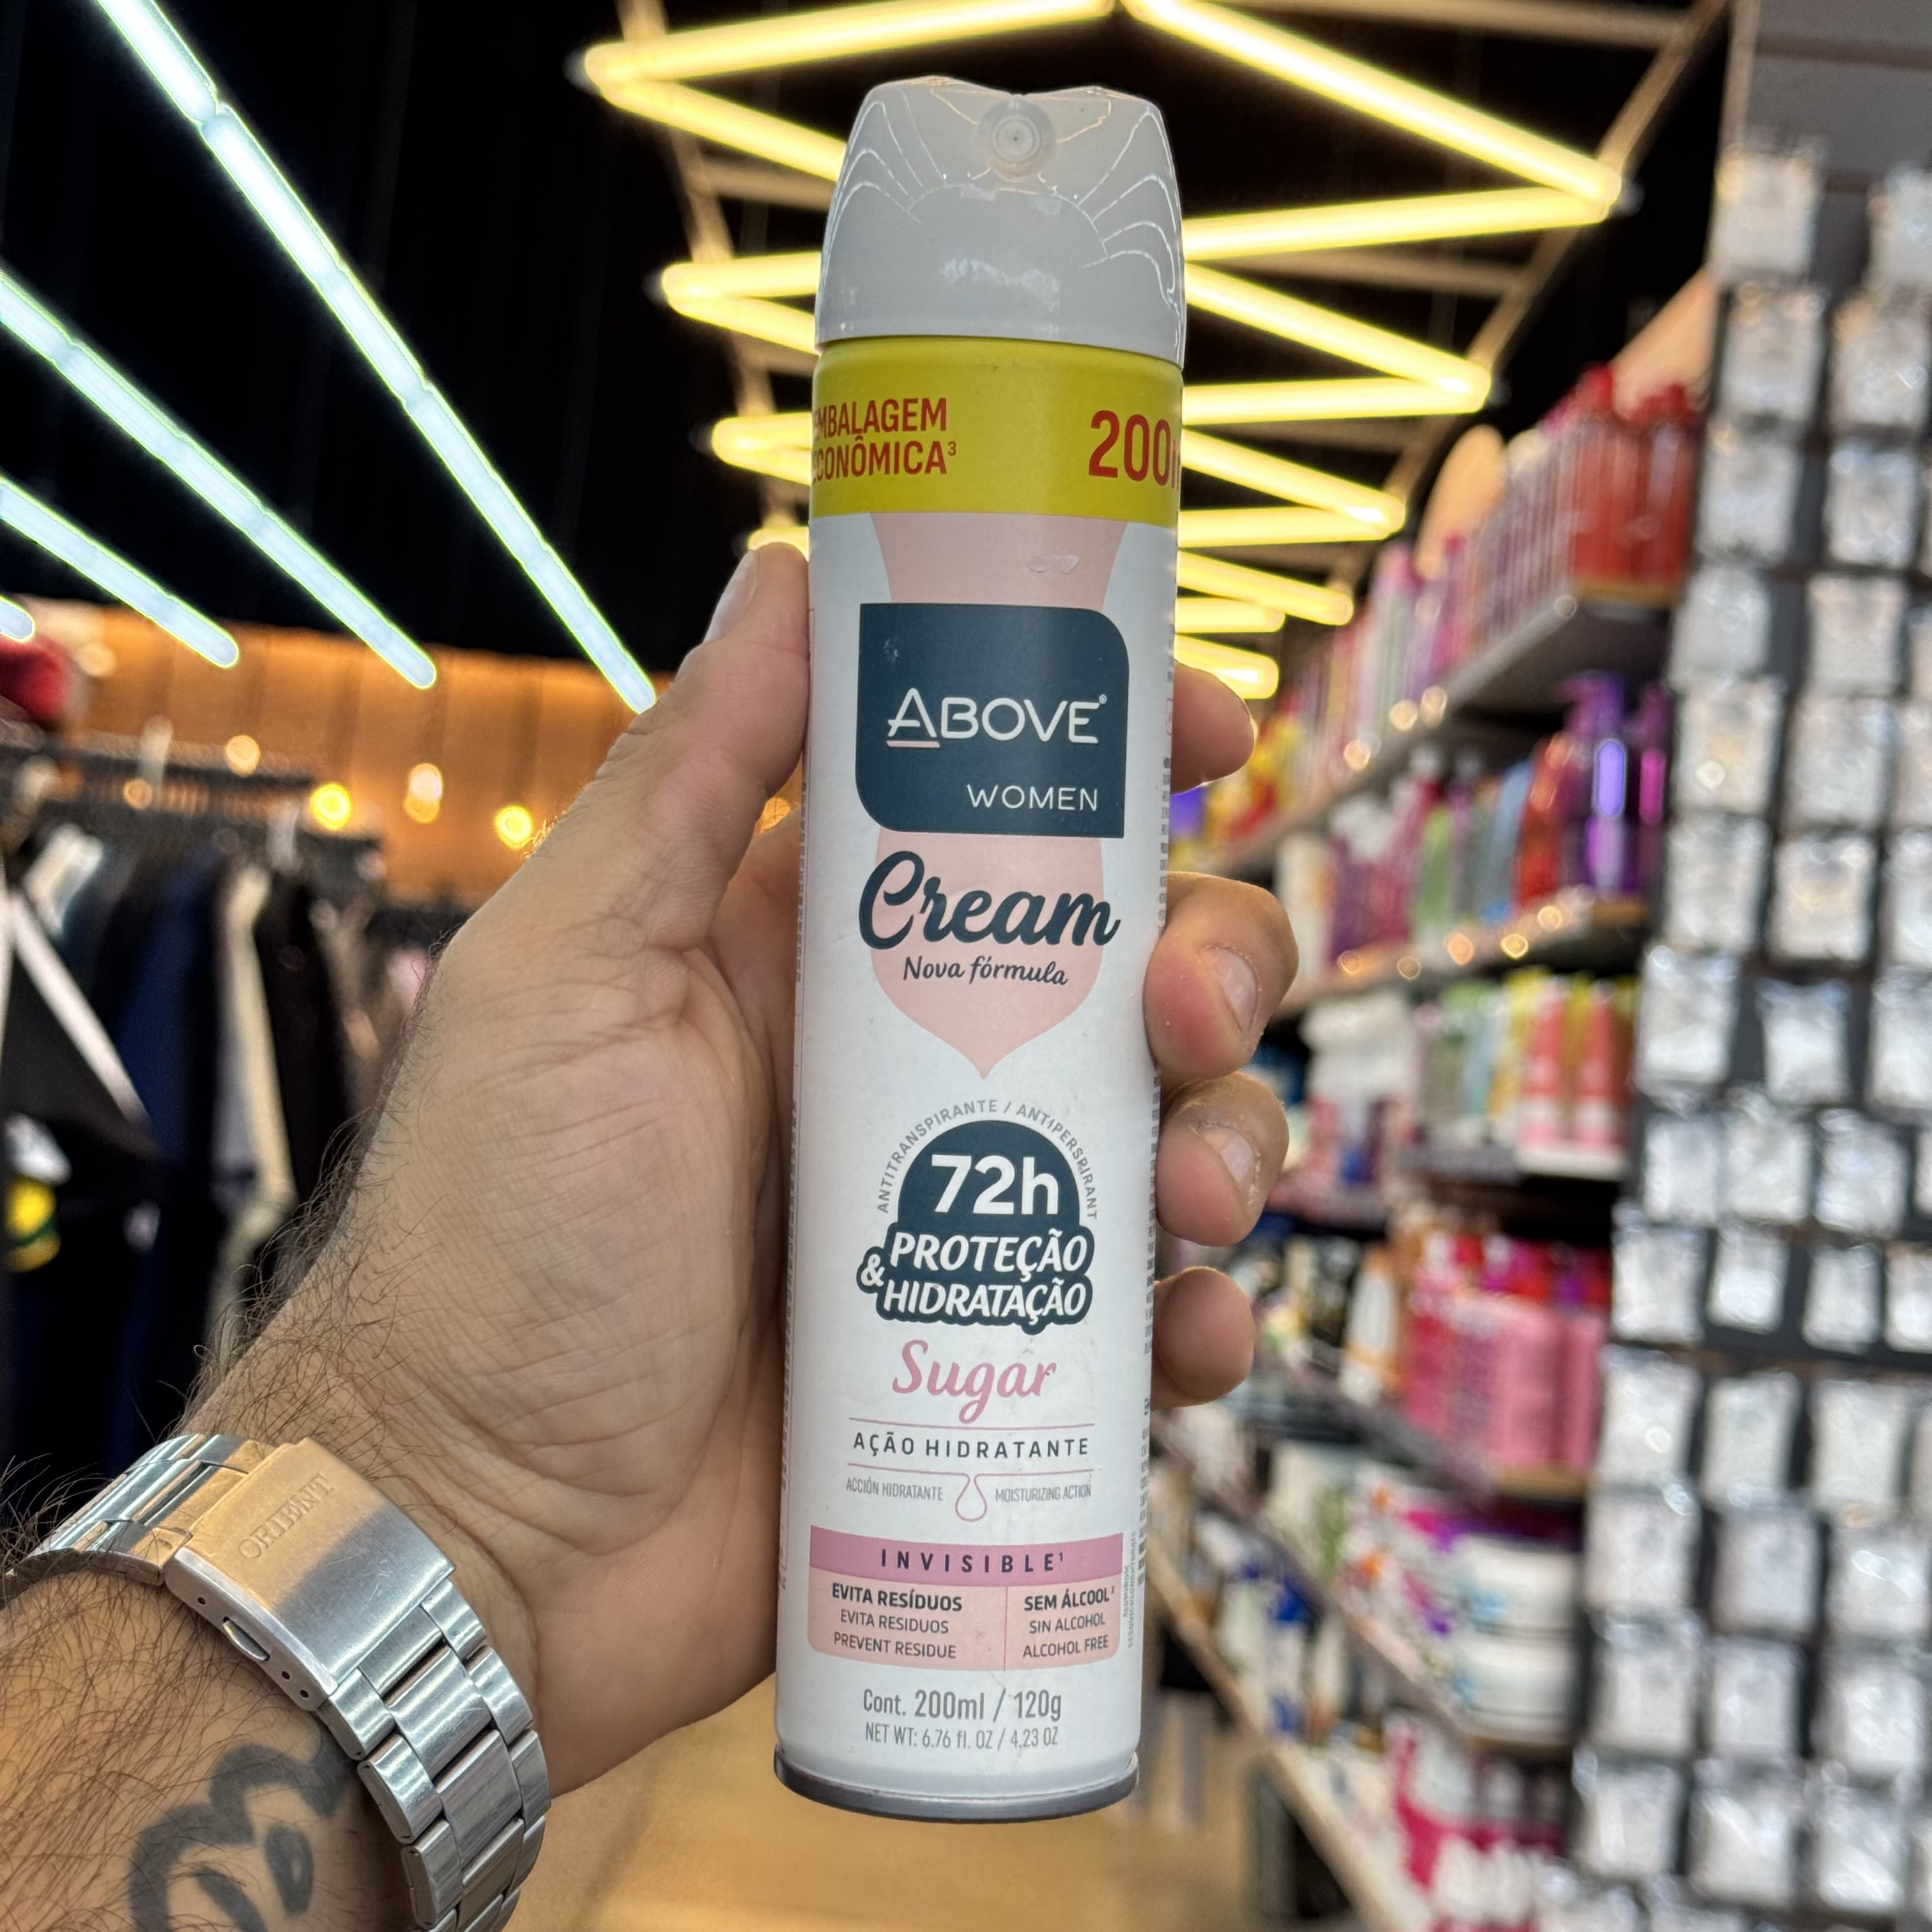 EMBALAGEM
ECONÔMICA³
200m
ABOVE®
WOMEN
Cream
Nova fórmula
ANTITRANSPIRANTE / ANTIPERSPIRANT
72h
PROTEÇÃO
& HIDRATAÇÃO
Sugar
AÇÃO HIDRATANTE
ACCIÓN HIDRATANTE
MOISTURIZING ACTION
INVISIBLE¹
EVITA RESÍDUOS
EVITA RESIDUOS
PREVENT RESIDUE
SEM ÁLCOOL²
SIN ALCOHOL
ALCOHOL FREE
Cont. 200ml / 120g
NET WT: 6.76 fl. OZ / 4.23 OZ
ORIENT